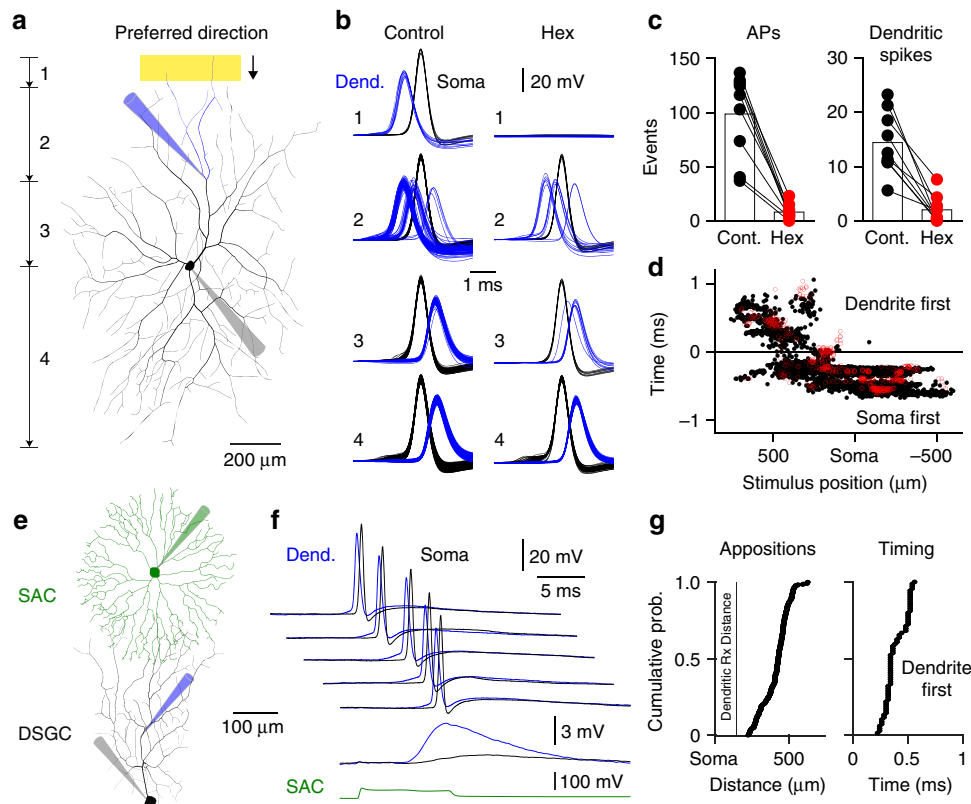 a
Preferred direction
1
2
3
4
200 μm
b
Control
Hex
Dend.
Soma
20 mV
1
1
2
2
1 ms
3
3
4
4
c
APs
Dendritic
spikes
Events
150
100
50
0
Cont. Hex
30
20
10
0
Cont. Hex
d
Time (ms)
1
0
−1
Dendrite first
Soma first
500 Soma −500
Stimulus position (μm)
e
SAC
DSGC
100 μm
f
Dend.
Soma
20 mV
5 ms
3 mV
SAC
100 mV
g
Appositions
Timing
Cumulative prob.
1.0
0.5
0
Dendritic Rx Distance
Dendrite
first
Soma 500
Distance (μm)
0 0.5 1
Time (ms)